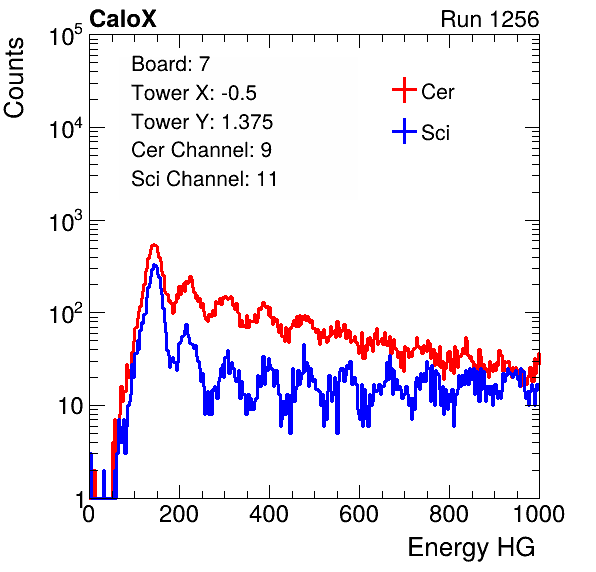 CaloX Run 1256
Counts
10^5
10^4
10^3
10^2
10
1
Board: 7
Tower X: -0.5
Tower Y: 1.375
Cer Channel: 9
Sci Channel: 11
Cer
Sci
0 200 400 600 800 1000
Energy HG